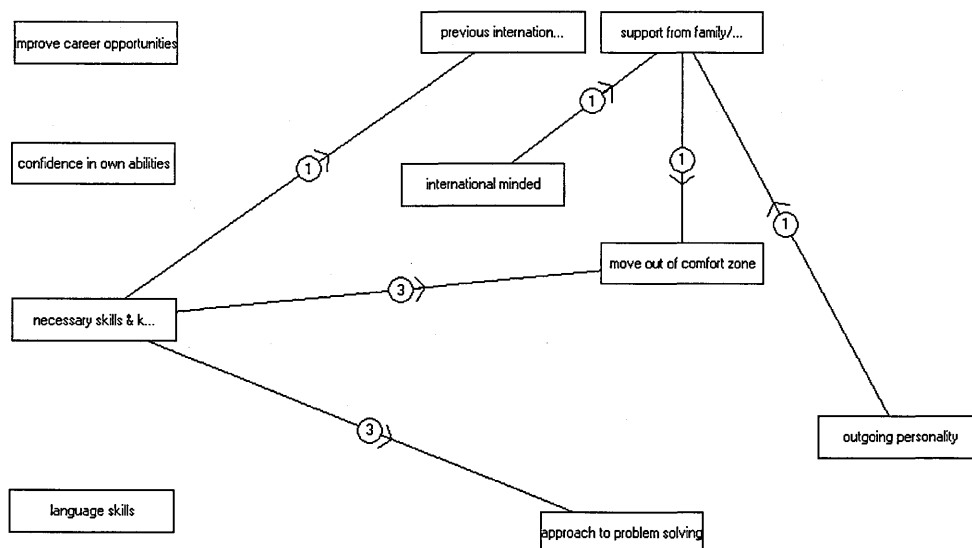 previous internation...
support from family/...
improve career opportunities
1
confidence in own abilities
1
1
international minded
1
move out of comfort zone
3
necessary skills & k...
3
outgoing personality
language skills
approach to problem solving